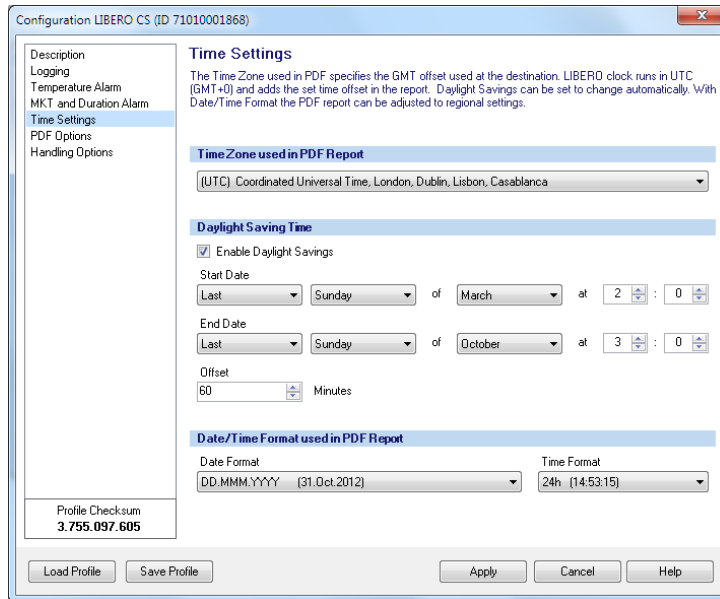 Configuration LIBERO CS (ID 71010001868)
Description
Logging
Temperature Alarm
MKT and Duration Alarm
Time Settings
PDF Options
Handling Options
Profile Checksum
3.755.097.605
Time Settings
The Time Zone used in PDF specifies the GMT offset used at the destination. LIBERO clock runs in UTC
(GMT+0) and adds the set time offset in the report. Daylight Savings can be set to change automatically. With
Date/Time Format the PDF report can be adjusted to regional settings.
Time Zone used in PDF Report
(UTC) Coordinated Universal Time, London, Dublin, Lisbon, Casablanca
Daylight Saving Time
Enable Daylight Savings
Start Date
Last Sunday of March at 2 : 0
End Date
Last Sunday of October at 3 : 0
Offset
60 Minutes
Date/Time Format used in PDF Report
Date Format Time Format
DD.MMM.YYYY (31.Oct.2012) 24h (14:53:15)
Load Profile Save Profile Apply Cancel Help